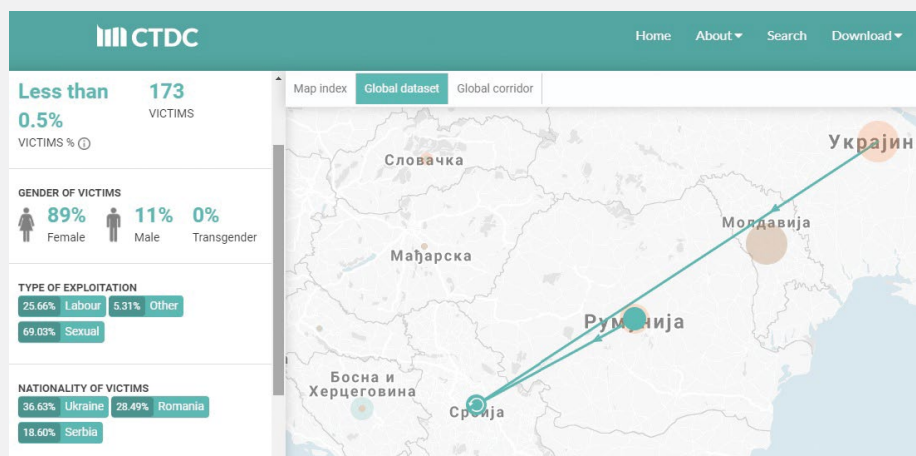 CTDC
Home About Search Download
Less than 0.5%
VICTIMS %
173
VICTIMS
GENDER OF VICTIMS
89% Female
11% Male
0% Transgender
TYPE OF EXPLOITATION
25.66% Labour 5.31% Other
69.03% Sexual
NATIONALITY OF VICTIMS
36.63% Ukraine 28.49% Romania
18.60% Serbia
Map index Global dataset Global corridor
Украјин
Словачка
Молдавија
Мађарска
Румунија
Босна и
Херцеговина
Србија